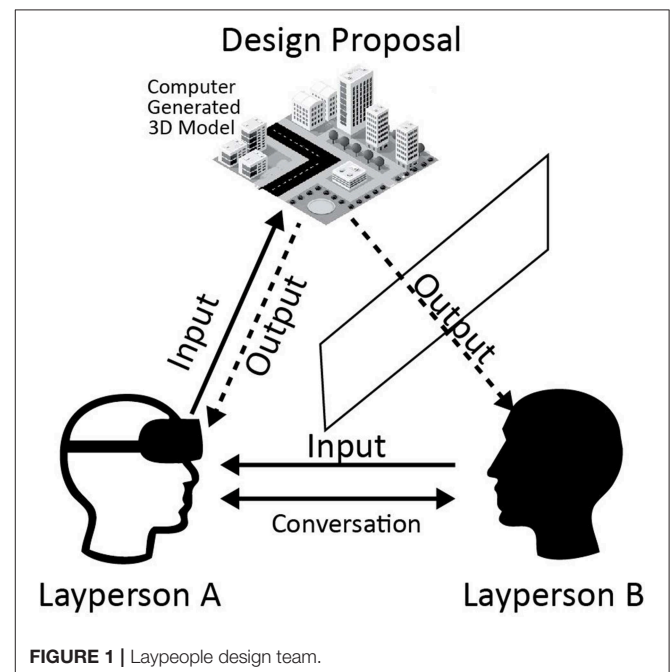 Design Proposal
Computer
Generated
3D Model
Input
Output
Output
Input
Conversation
Layperson A
Layperson B
FIGURE 1 | Laypeople design team.